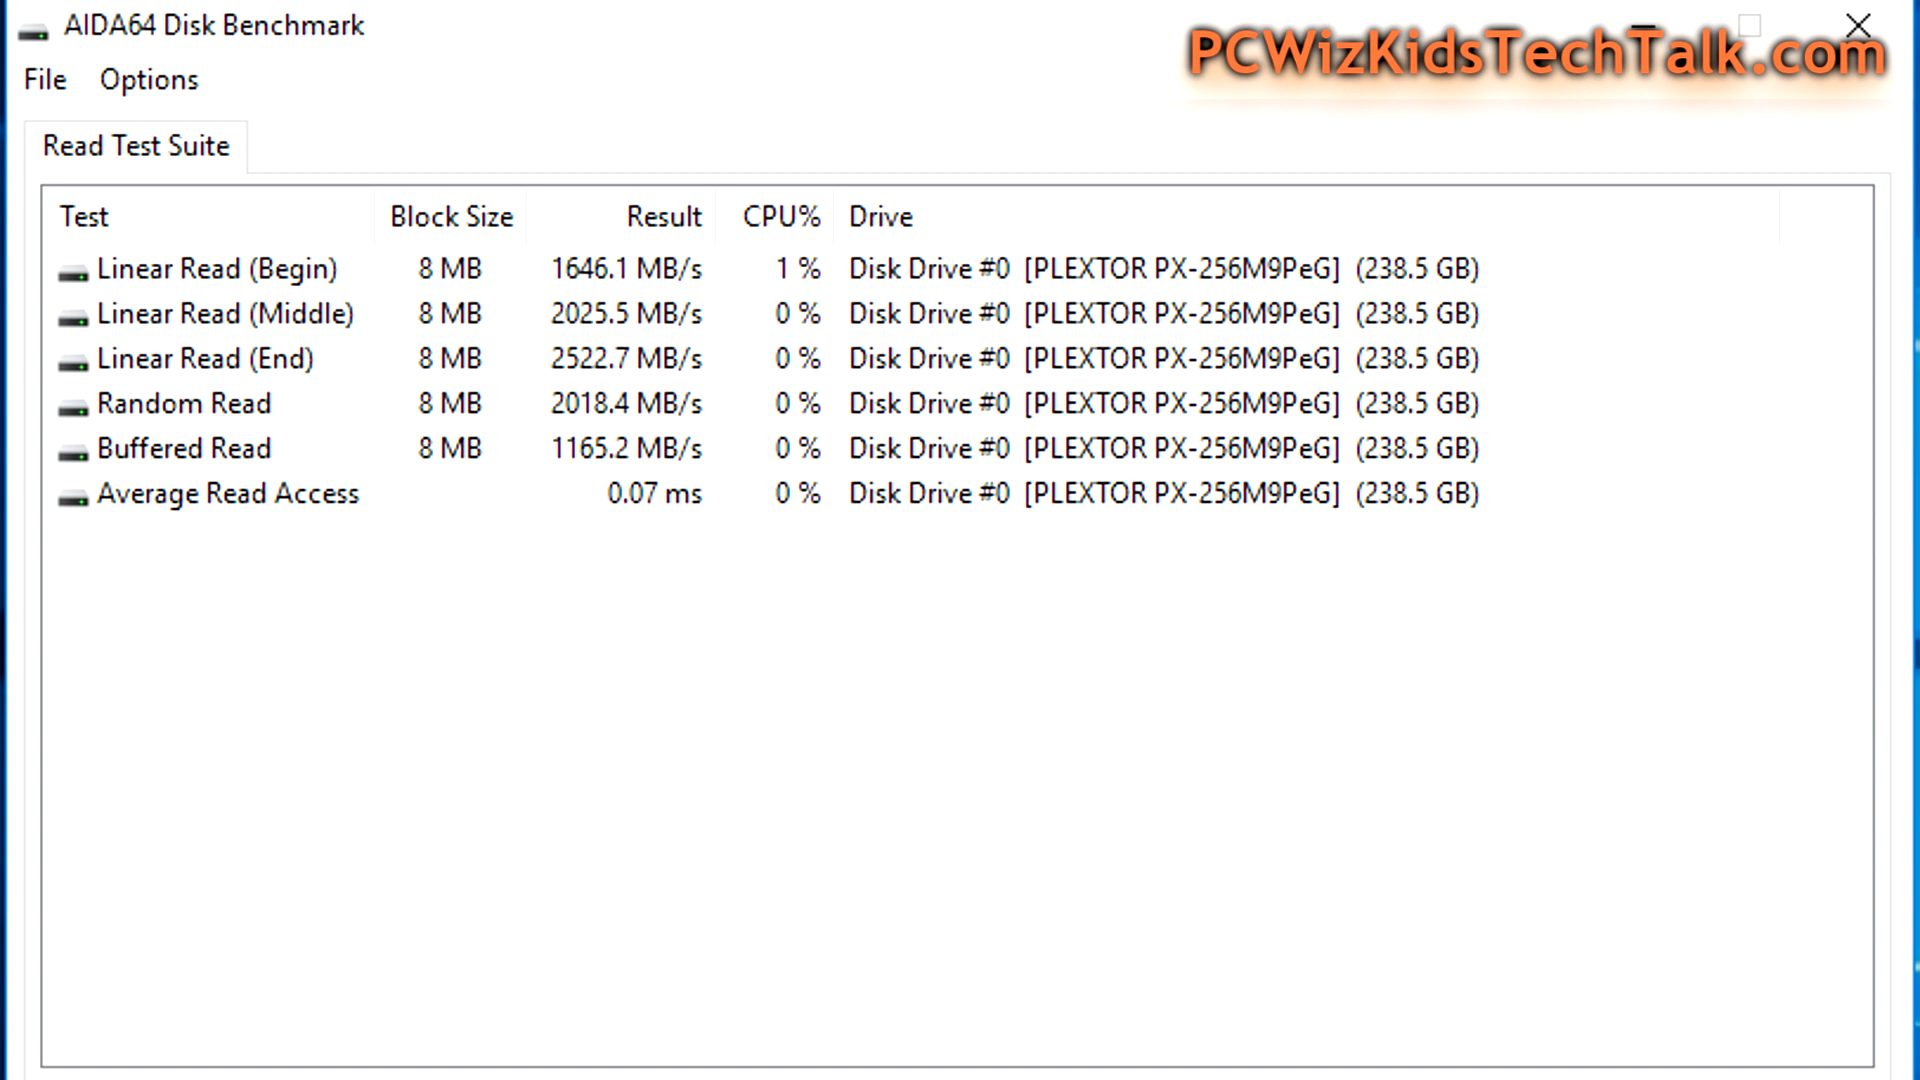 AIDA64 Disk Benchmark
PCWizKidsTechTalk.com
File Options
Read Test Suite
Test Block Size Result CPU% Drive
Linear Read (Begin) 8 MB 1646.1 MB/s 1 % Disk Drive #0 [PLEXTOR PX-256M9PeG] (238.5 GB)
Linear Read (Middle) 8 MB 2025.5 MB/s 0 % Disk Drive #0 [PLEXTOR PX-256M9PeG] (238.5 GB)
Linear Read (End) 8 MB 2522.7 MB/s 0 % Disk Drive #0 [PLEXTOR PX-256M9PeG] (238.5 GB)
Random Read 8 MB 2018.4 MB/s 0 % Disk Drive #0 [PLEXTOR PX-256M9PeG] (238.5 GB)
Buffered Read 8 MB 1165.2 MB/s 0 % Disk Drive #0 [PLEXTOR PX-256M9PeG] (238.5 GB)
Average Read Access 0.07 ms 0 % Disk Drive #0 [PLEXTOR PX-256M9PeG] (238.5 GB)